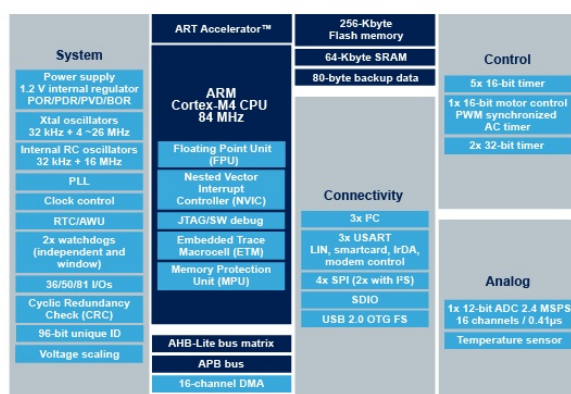 System
Power supply
1.2 V internal regulator
POR/PDR/PVD/BOR
Xtal oscillators
32 kHz + 4 ~26 MHz
Internal RC oscillators
32 kHz + 16 MHz
PLL
Clock control
RTC/AWU
2x watchdogs
(independent and
window)
36/50/81 I/Os
Cyclic Redundancy
Check (CRC)
96-bit unique ID
Voltage scaling
ART Accelerator™
ARM
Cortex-M4 CPU
84 MHz
Floating Point Unit
(FPU)
Nested Vector
Interrupt
Controller (NVIC)
JTAG/SW debug
Embedded Trace
Macrocell (ETM)
Memory Protection
Unit (MPU)
AHB-Lite bus matrix
APB bus
16-channel DMA
256-Kbyte
Flash memory
64-Kbyte SRAM
80-byte backup data
Connectivity
3x I²C
3x USART
LIN, smartcard, IrDA,
modem control
4x SPI (2x with I²S)
SDIO
USB 2.0 OTG FS
Control
5x 16-bit timer
1x 16-bit motor control
PWM synchronized
AC timer
2x 32-bit timer
Analog
1x 12-bit ADC 2.4 MSPS
16 channels / 0.41µs
Temperature sensor